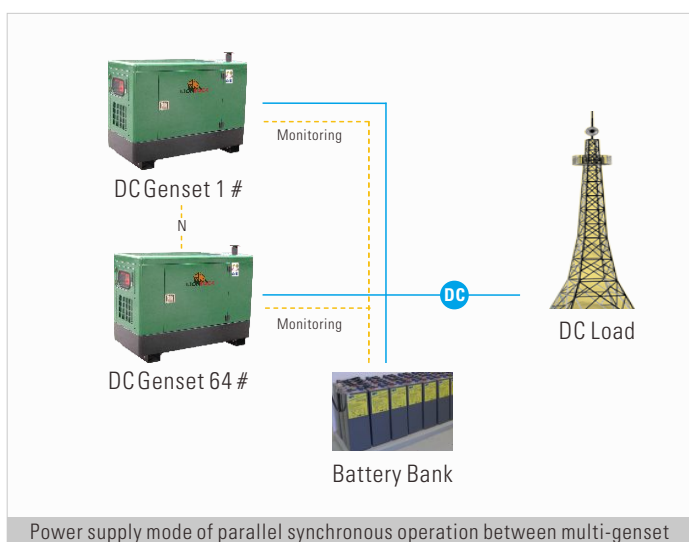 Monitoring
DC Genset 1 #
N
Monitoring
DC Genset 64 #
DC
DC Load
Battery Bank
Power supply mode of parallel synchronous operation between multi-genset